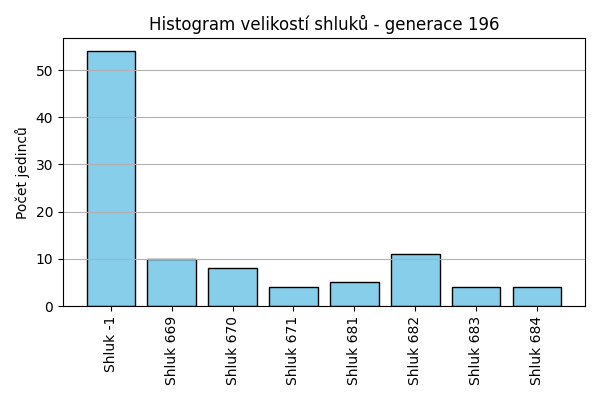 Histogram velikostí shluků - generace 196
Počet jedinců
50
40
30
20
10
0
Shluk -1
Shluk 669
Shluk 670
Shluk 671
Shluk 681
Shluk 682
Shluk 683
Shluk 684